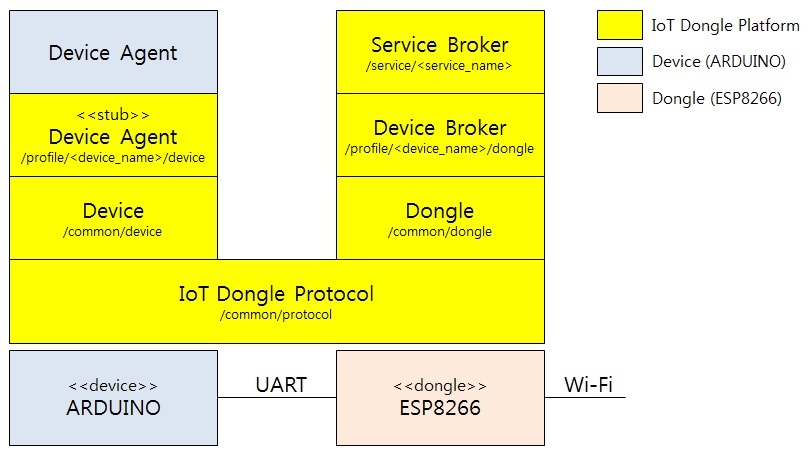 Device Agent
<<stub>>
Device Agent
/profile/<device_name>/device
Device
/common/device
Service Broker
/service/<service_name>
Device Broker
/profile/<device_name>/dongle
Dongle
/common/dongle
IoT Dongle Protocol
/common/protocol
<<device>>
ARDUINO
UART
<<dongle>>
ESP8266
Wi-Fi
IoT Dongle Platform
Device (ARDUINO)
Dongle (ESP8266)